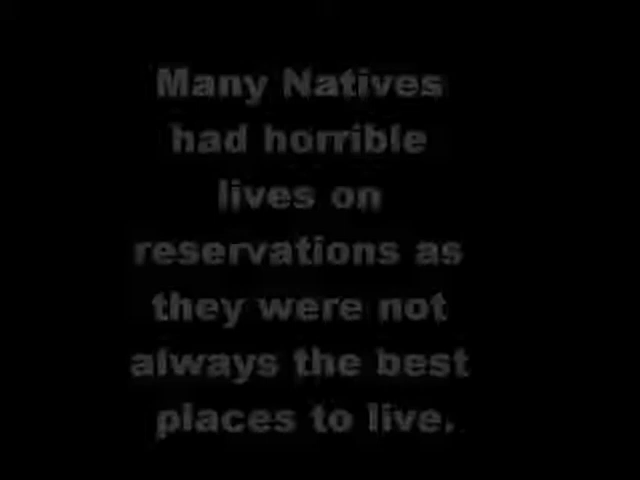 Many Natives
had horrible
lives on
reservations as
they were not
always the best
places to live.